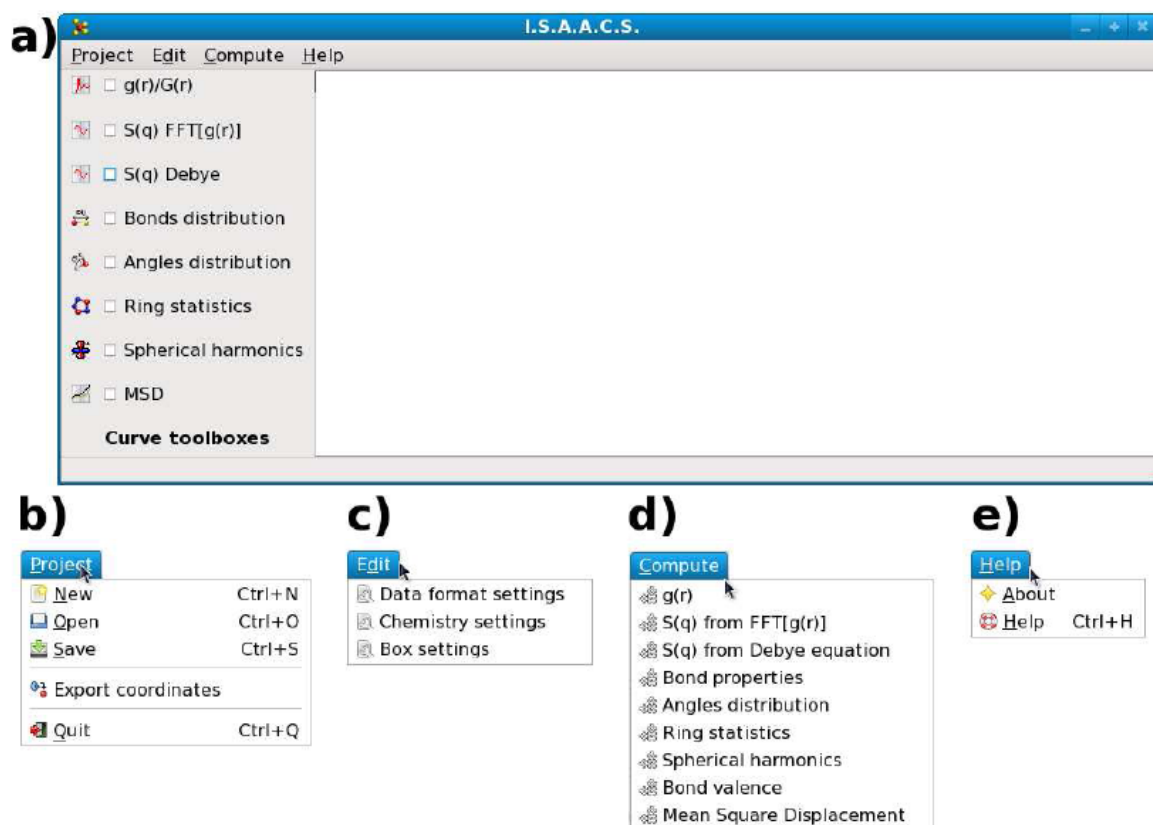 a)
I.S.A.A.C.S.
Project Edit Compute Help
g(r)/G(r)
S(q) FFT[g(r)]
S(q) Debye
Bonds distribution
Angles distribution
Ring statistics
Spherical harmonics
MSD
Curve toolboxes
b)
Project
New Ctrl+N
Open Ctrl+O
Save Ctrl+S
Export coordinates
Quit Ctrl+Q
c)
Edit
Data format settings
Chemistry settings
Box settings
d)
Compute
g(r)
S(q) from FFT[g(r)]
S(q) from Debye equation
Bond properties
Angles distribution
Ring statistics
Spherical harmonics
Bond valence
Mean Square Displacement
e)
Help
About
Help Ctrl+H